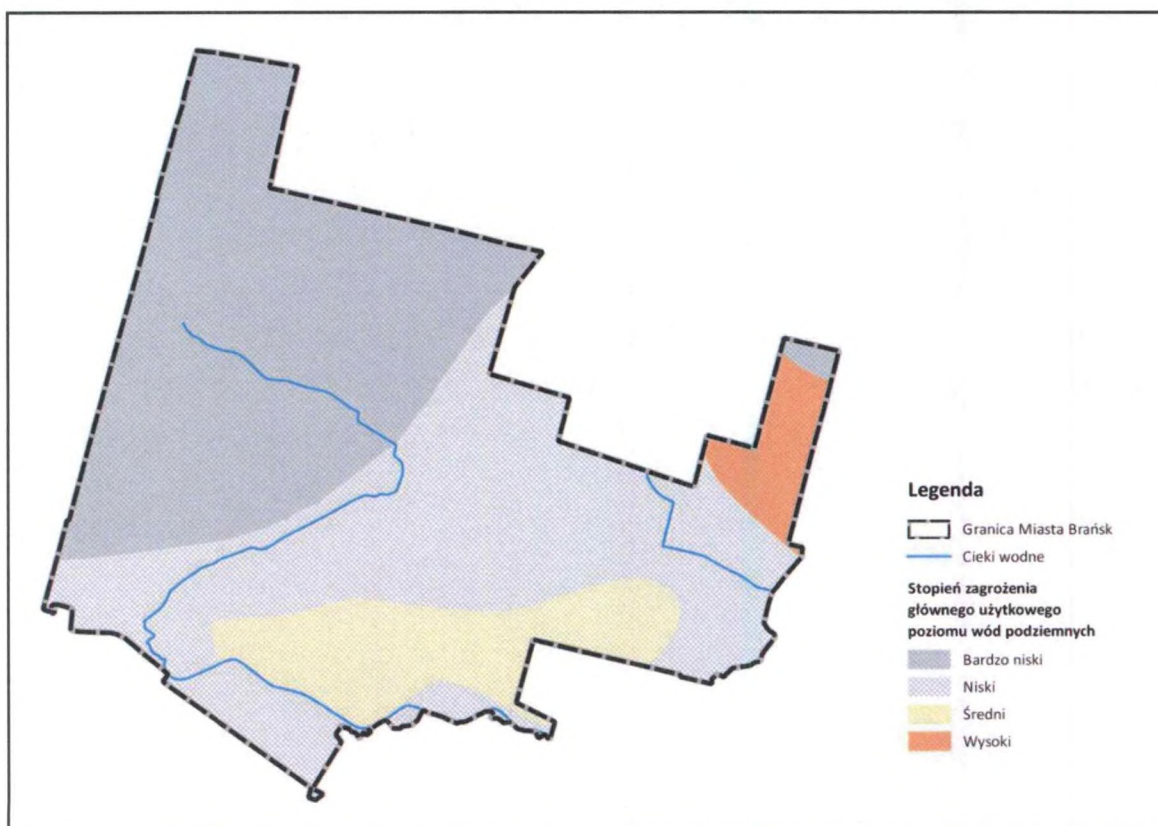 Legenda
Granica Miasta Brańsk
Cieki wodne
Stopień zagrożenia
głównego użytkowego
poziomu wód podziemnych
Bardzo niski
Niski
Średni
Wysoki